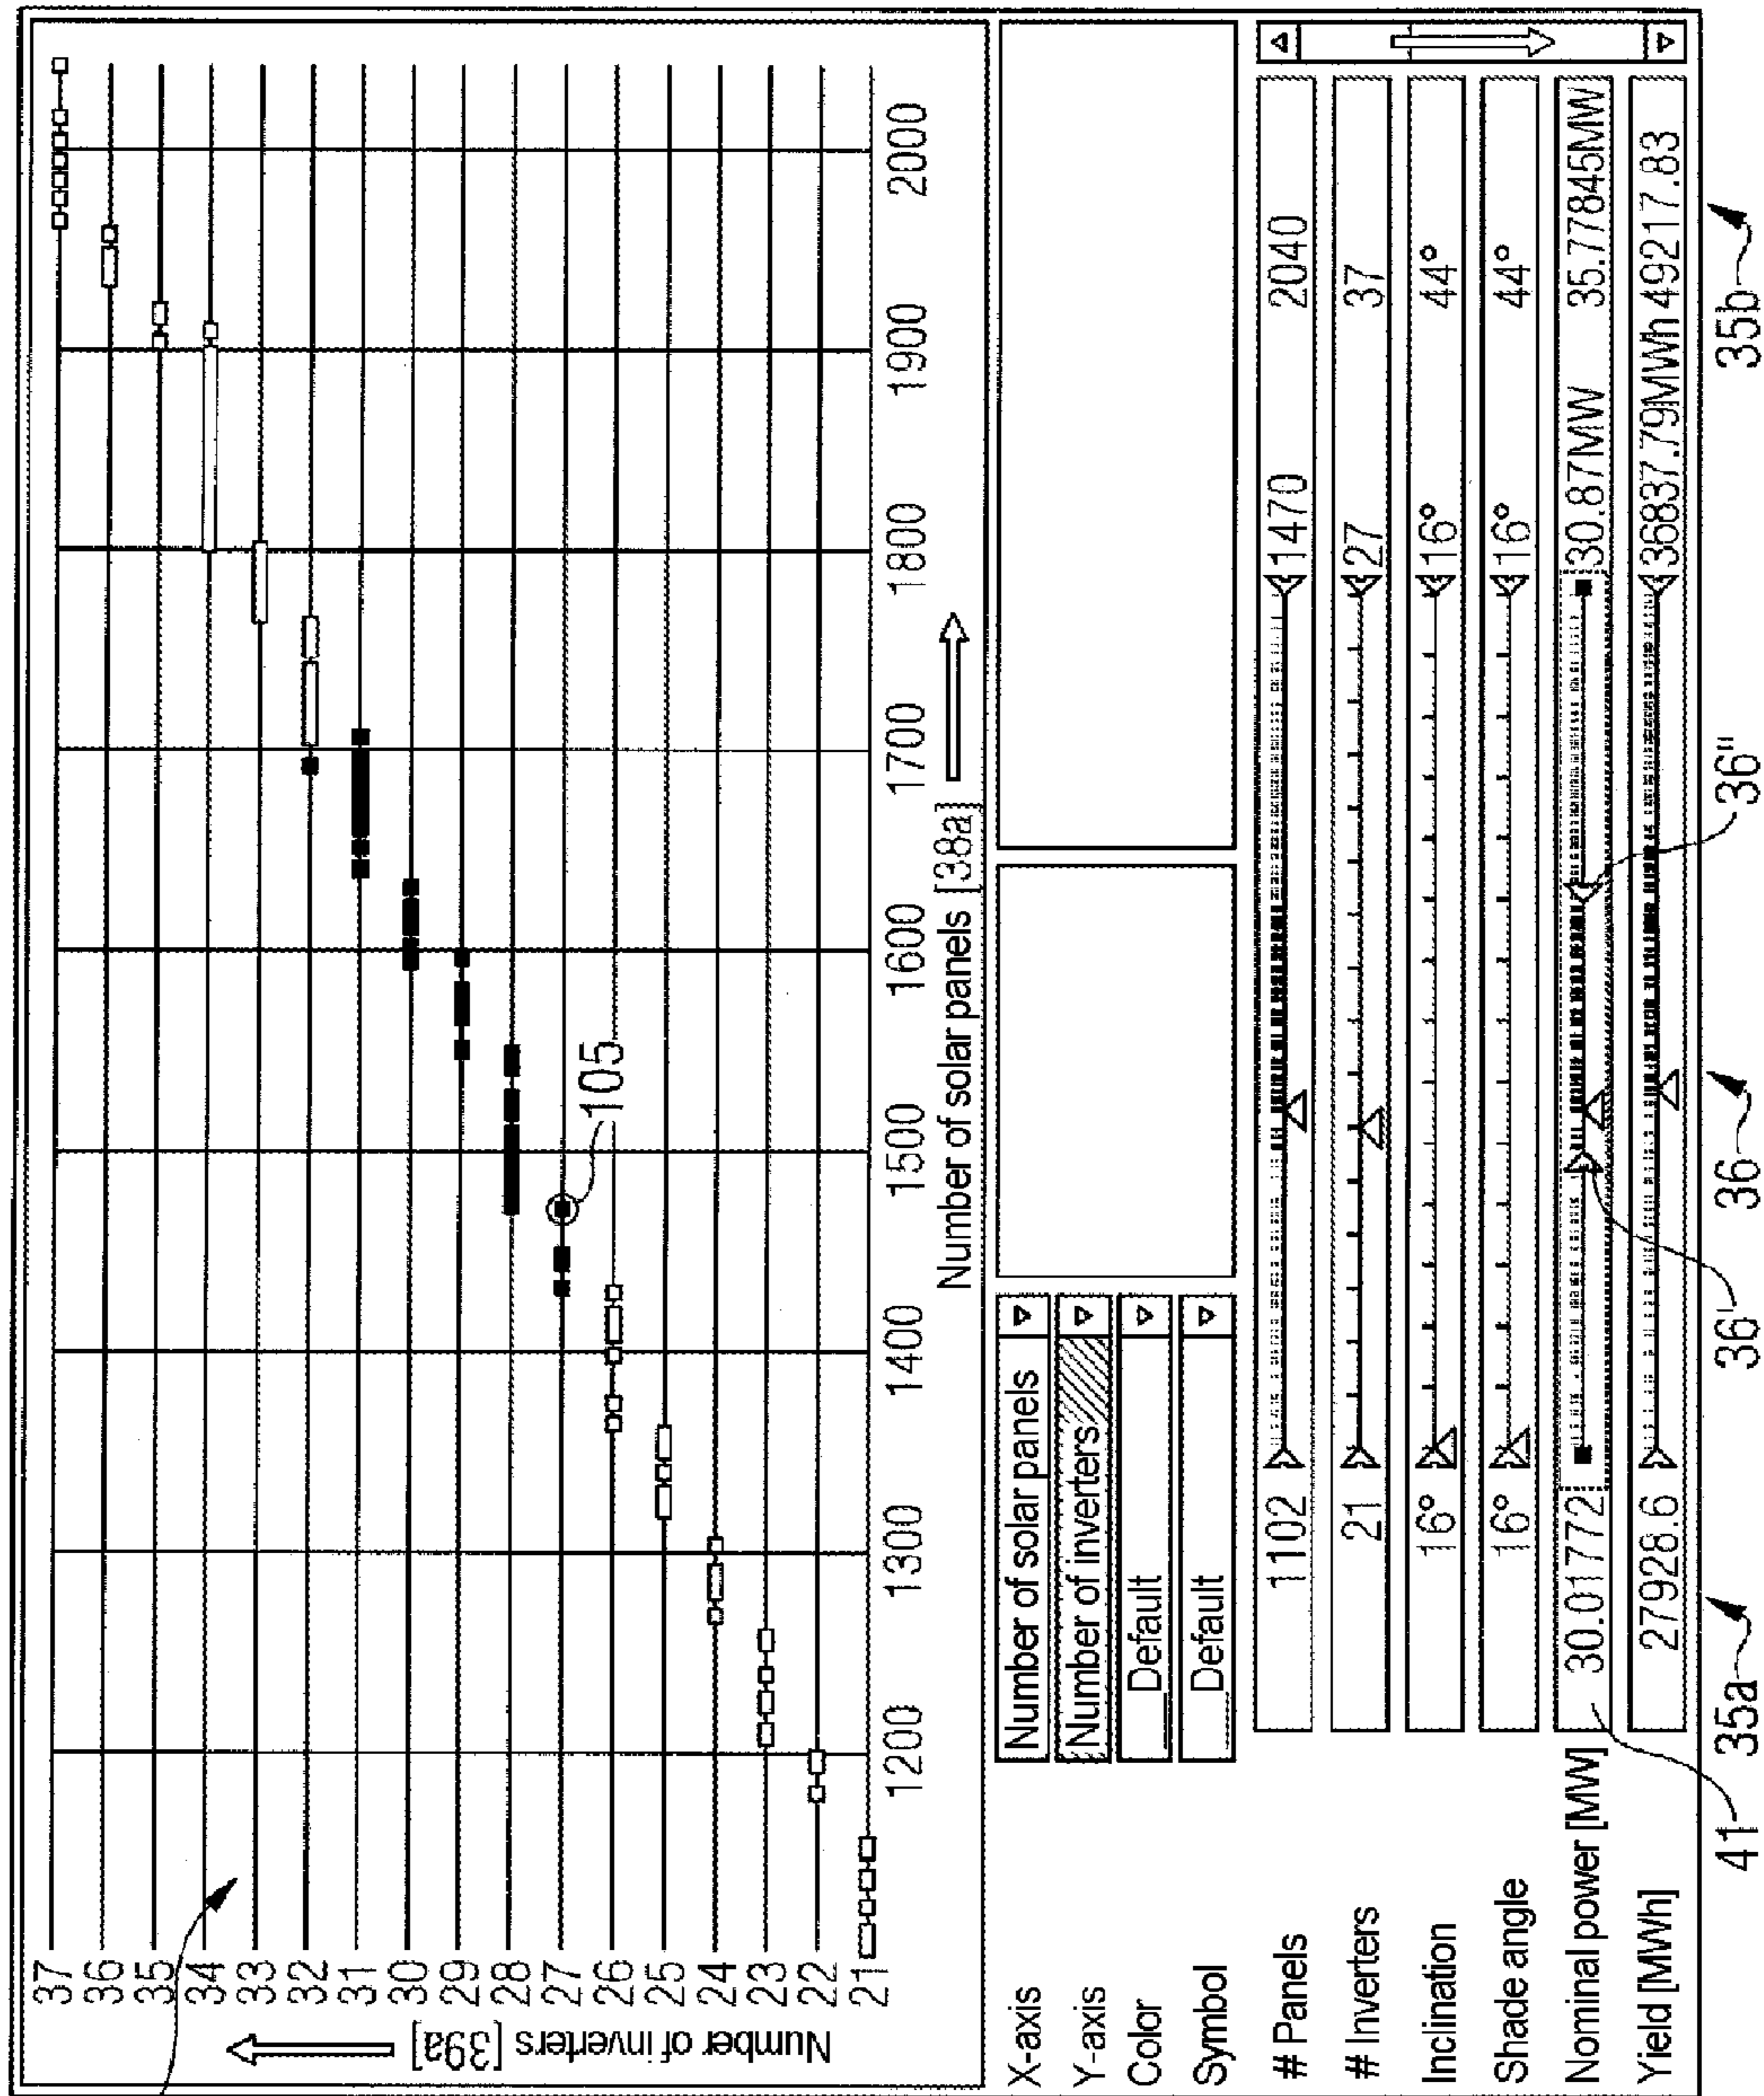 Number of inverters [39a]
37
36
35
34
33
32
31
30
29
28
27
26
25
24
23
22
21
105
1200 1300 1400 1500 1600 1700 1800 1900 2000
Number of solar panels [38a]
X-axis Number of solar panels
Y-axis Number of inverters
Color Default
Symbol Default
# Panels 1102 1470 2040
# Inverters 21 27 37
Inclination 16° 16° 44°
Shade angle 16° 16° 44°
Nominal power [MW] 30.01772 30.87MW 35.77845MW
Yield [MWh] 27928.6 36837.79MWh 49217.83
41 35a 36' 36 36" 35b